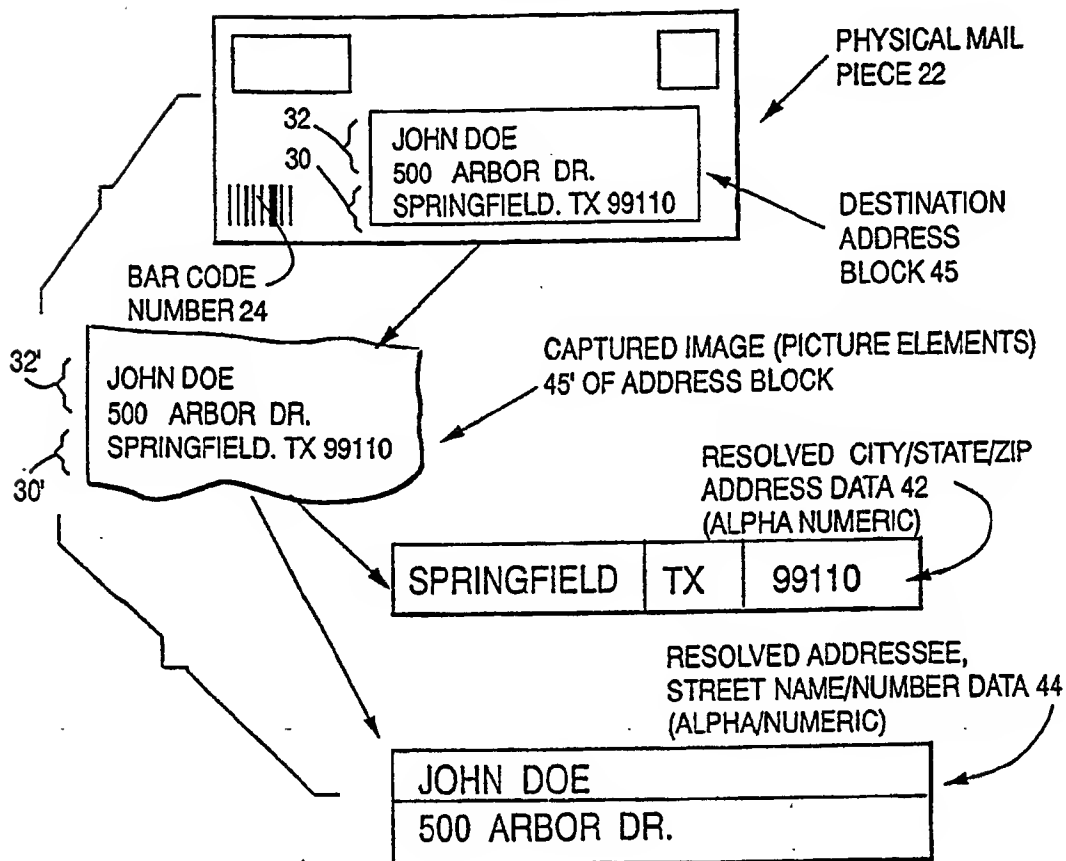 PHYSICAL MAIL
PIECE 22
32
30
JOHN DOE
500 ARBOR DR.
SPRINGFIELD. TX 99110
DESTINATION
ADDRESS
BLOCK 45
BAR CODE
NUMBER 24
32'
30'
JOHN DOE
500 ARBOR DR.
SPRINGFIELD. TX 99110
CAPTURED IMAGE (PICTURE ELEMENTS)
45' OF ADDRESS BLOCK
RESOLVED CITY/STATE/ZIP
ADDRESS DATA 42
(ALPHA NUMERIC)
SPRINGFIELD TX 99110
RESOLVED ADDRESSEE,
STREET NAME/NUMBER DATA 44
(ALPHA/NUMERIC)
JOHN DOE
500 ARBOR DR.